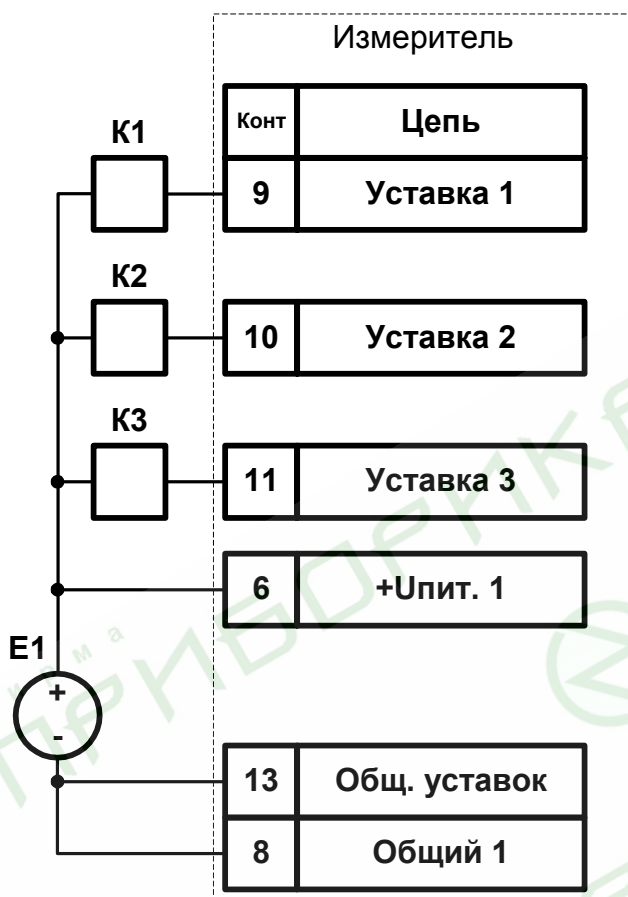 Измеритель
Конт Цепь
К1
9 Уставка 1
К2
10 Уставка 2
К3
11 Уставка 3
6 +Uпит. 1
E1
+
-
13 Общ. уставок
8 Общий 1